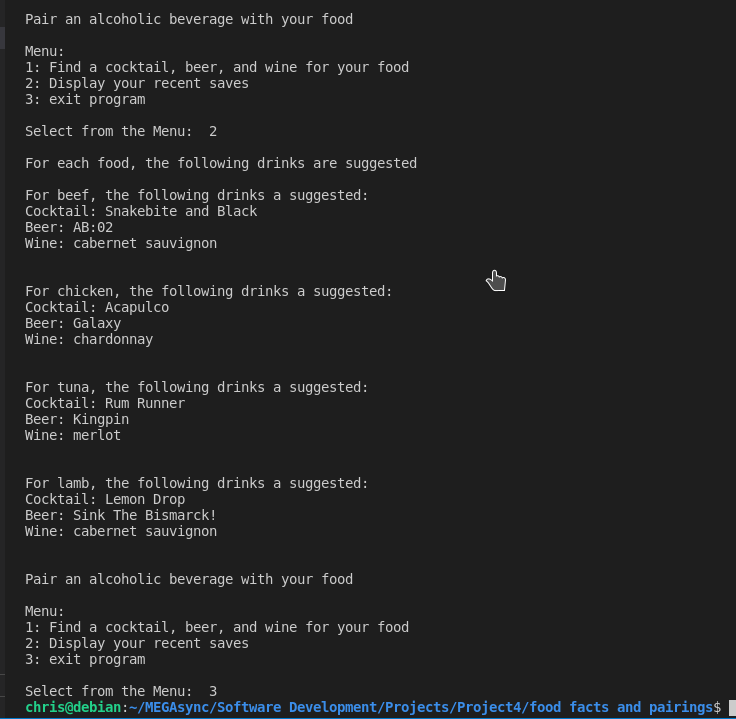 Pair an alcoholic beverage with your food
Menu:
1: Find a cocktail, beer, and wine for your food
2: Display your recent saves
3: exit program
Select from the Menu:  2
For each food, the following drinks are suggested
For beef, the following drinks a suggested:
Cocktail: Snakebite and Black
Beer: AB:02
Wine: cabernet sauvignon
For chicken, the following drinks a suggested:
Cocktail: Acapulco
Beer: Galaxy
Wine: chardonnay
For tuna, the following drinks a suggested:
Cocktail: Rum Runner
Beer: Kingpin
Wine: merlot
For lamb, the following drinks a suggested:
Cocktail: Lemon Drop
Beer: Sink The Bismarck!
Wine: cabernet sauvignon
Pair an alcoholic beverage with your food
Menu:
1: Find a cocktail, beer, and wine for your food
2: Display your recent saves
3: exit program
Select from the Menu:  3
chris@debian:~/MEGAsync/Software Development/Projects/Project4/food facts and pairings$